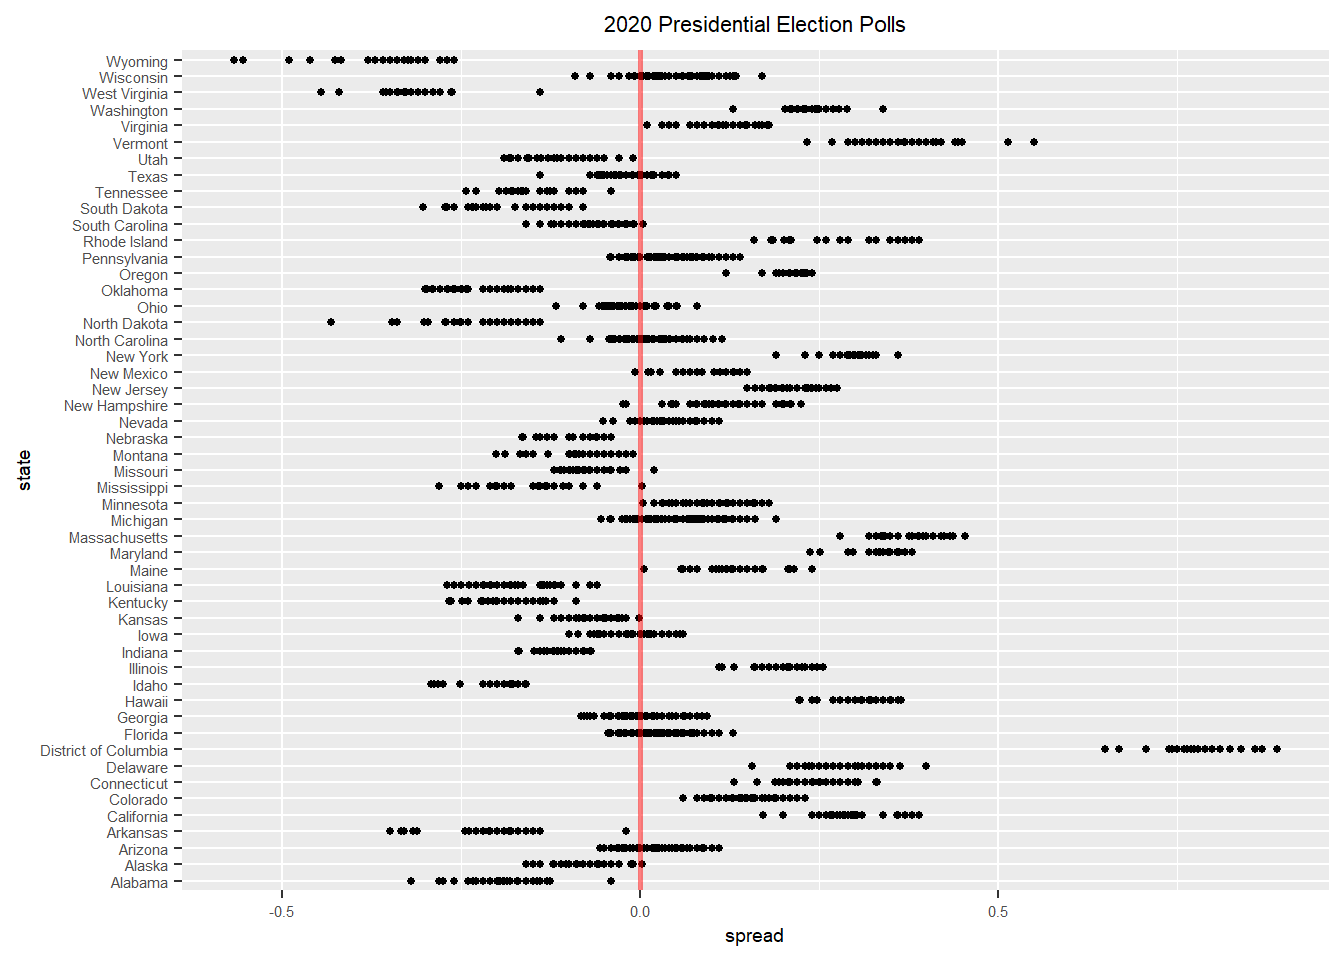 2020 Presidential Election Polls
Wyoming
Wisconsin
West Virginia
Washington
Virginia
Vermont
Utah
Texas
Tennessee
South Dakota
South Carolina
Rhode Island
Pennsylvania
Oregon
Oklahoma
Ohio
North Dakota
North Carolina
New York
New Mexico
New Jersey
New Hampshire
Nevada
Nebraska
Montana
Missouri
Mississippi
Minnesota
Michigan
Massachusetts
Maryland
Maine
Louisiana
Kentucky
Kansas
Iowa
Indiana
Illinois
Idaho
Hawaii
Georgia
Florida
District of Columbia
Delaware
Connecticut
Colorado
California
Arkansas
Arizona
Alaska
Alabama
state
-0.5 0.0 0.5
spread